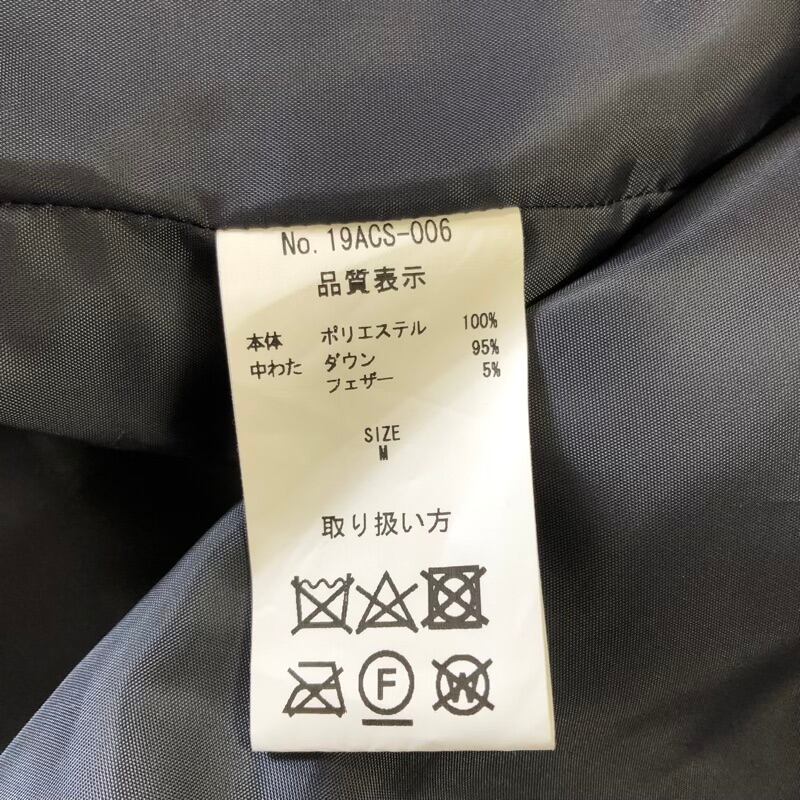 No. 19ACS-006
品質表示
本体 ポリエステル 100%
中わた ダウン 95%
フェザー 5%
SIZE
M
取り扱い方
F W